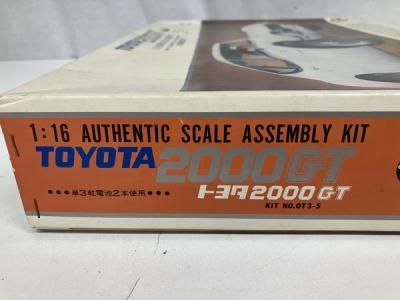 1:16 AUTHENTIC SCALE ASSEMBLY KIT
TOYOTA 2000GT
トヨタ2000GT
•••単3乾電池2本使用•••
KIT NO.OT3-5